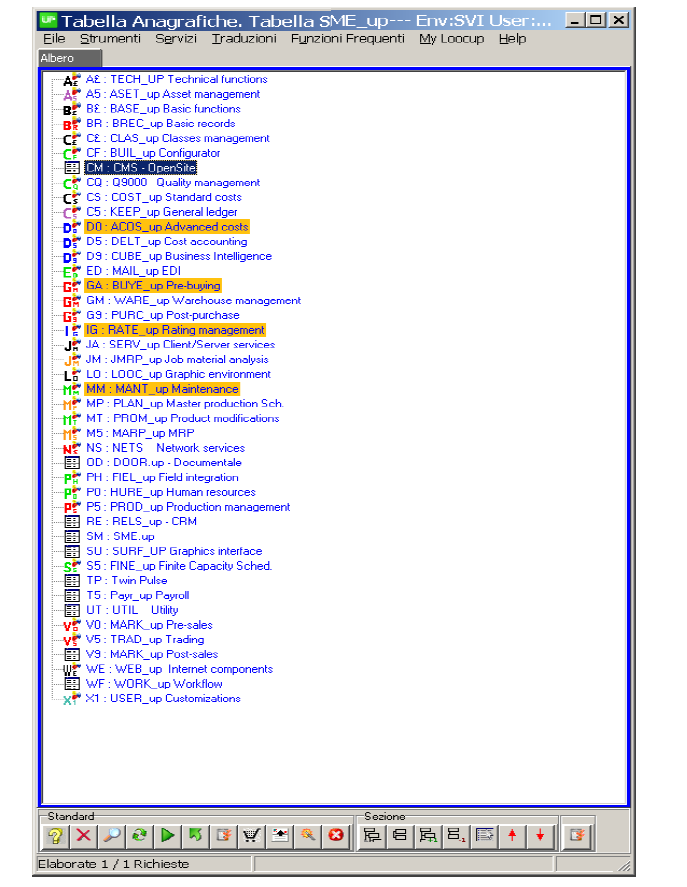 UP Tabella Anagrafiche. Tabella SME_up--- Env:SVI User:...
File Strumenti Servizi Traduzioni Funzioni Frequenti My Loocup Help
Albero
A£ : TECH_UP Technical functions
A5 : ASET_up Asset management
B£ : BASE_up Basic functions
BR : BREC_up Basic records
C£ : CLAS_up Classes management
CF : BUIL_up Configurator
CM : CMS - OpenSite
CQ : Q9000 Quality management
CS : COST_up Standard costs
C5 : KEEP_up General ledger
D0 : ACOS_up Advanced costs
D5 : DELT_up Cost accounting
D9 : CUBE_up Business Intelligence
ED : MAIL_up EDI
GA : BUYE_up Pre-buying
GM : WARE_up Warehouse management
G9 : PURC_up Post-purchase
IG : RATE_up Rating management
JA : SERV_up Client/Server services
JM : JMRP_up Job material analysis
LO : LOOC_up Graphic environment
MM : MANT_up Maintenance
MP : PLAN_up Master production Sch.
MT : PROM_up Product modifications
M5 : MARP_up MRP
NS : NETS Network services
OD : DOOR.up - Documentale
PH : FIEL_up Field integration
P0 : HURE_up Human resources
P5 : PROD_up Production management
RE : RELS_up - CRM
SM : SME.up
SU : SURF_UP Graphics interface
S5 : FINE_up Finite Capacity Sched.
TP : Twin Pulse
T5 : Payr_up Payroll
UT : UTIL Utility
V0 : MARK_up Pre-sales
V5 : TRAD_up Trading
V9 : MARK_up Post-sales
WE : WEB_up Internet components
WF : WORK_up Workflow
X1 : USER_up Customizations
Standard Sezione
Elaborate 1 / 1 Richieste